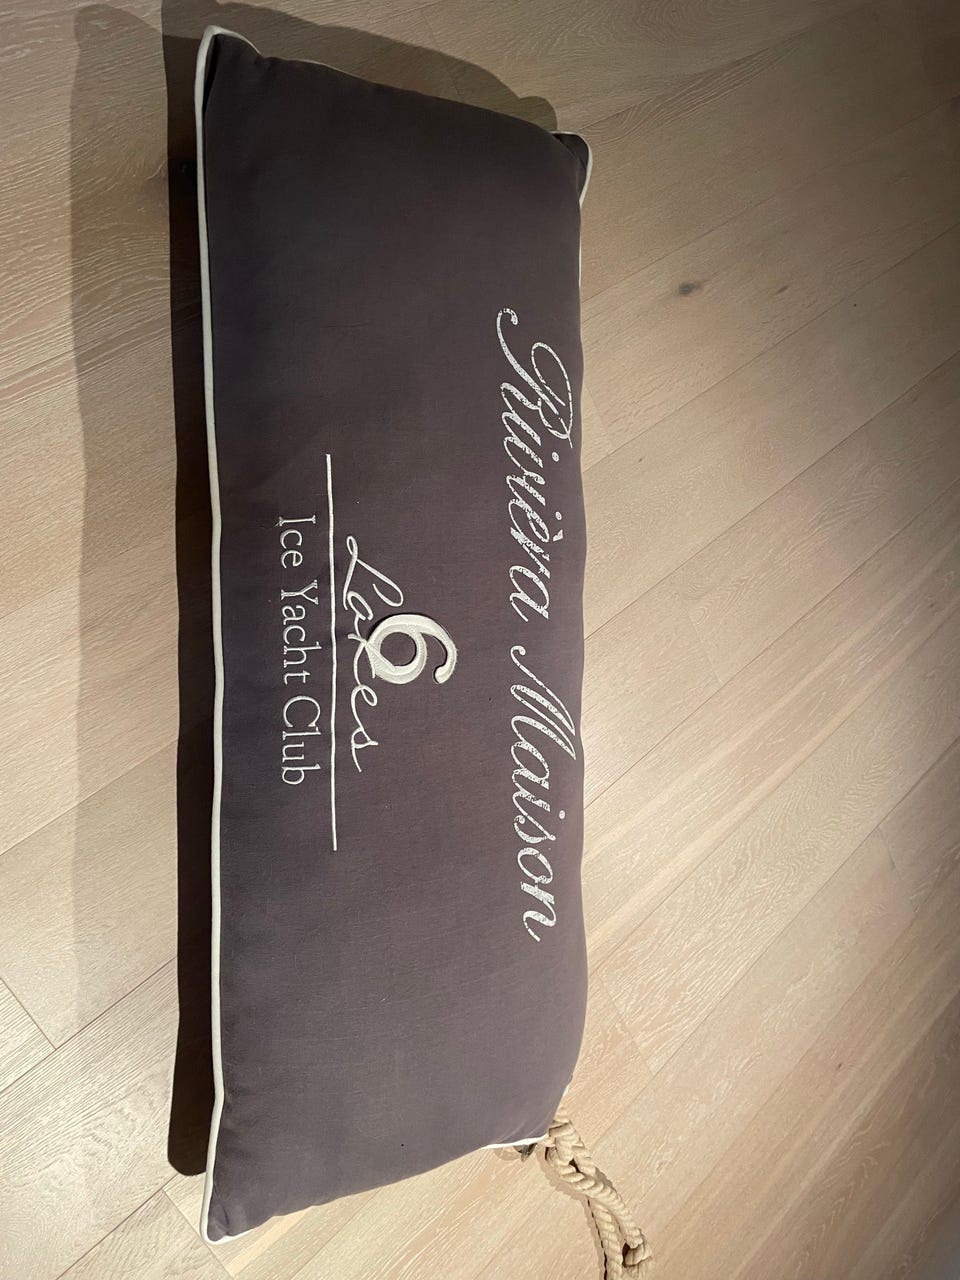 Rivièra Maison
6
Lakes
Ice Yacht Club